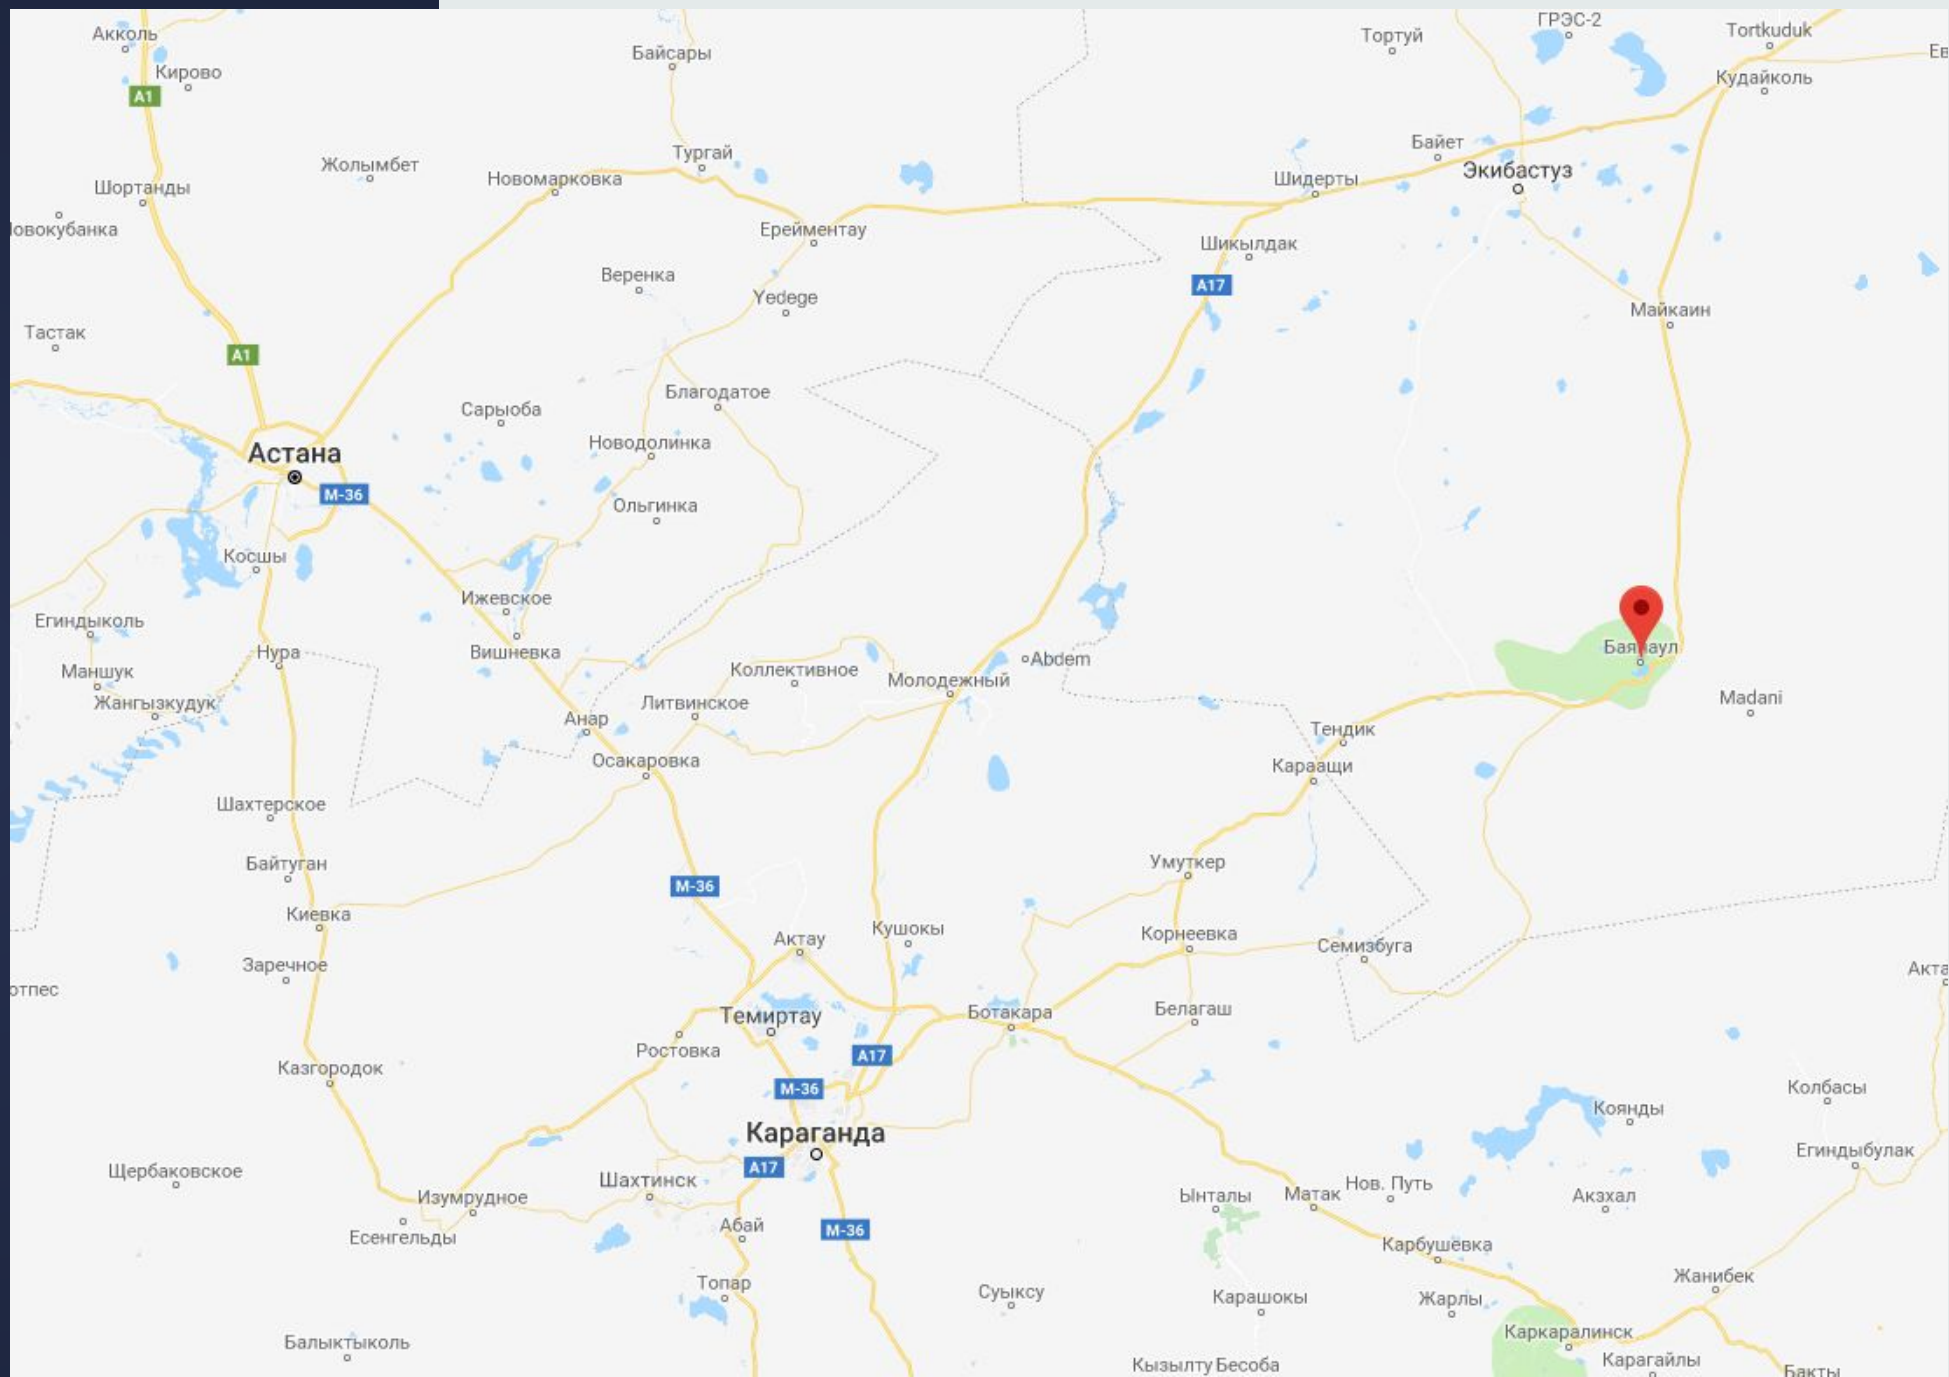 ГРЭС-2
Tortkuduk
Акколь
Тортуй
Байсары
Кирово
Кудайколь
A1
Байет
Тургай
Жолымбет
Экибастуз
Новомарковка
Шидерты
Шортанды
овокубанка
Ерейментау
Шикылдак
Веренка
A17
Yedege
Майкаин
Тастак
A1
Благодатое
Сарыоба
Новодолинка
Астана
M-36
Ольгинка
Косшы
Ижевское
Егиндыколь
Нура
Вишневка
Abdem
Маншук
Коллективное
Молодежный
Madani
Жангызкудук
Литвинское
Анар
Тендик
Осакаровка
Караащи
Шахтерское
Байтуган
Умуткер
M-36
Киевка
Кушокы
Актау
Корнеевка
Семизбуга
Заречное
Акта
отпес
Темиртау
Ботакара
Белагаш
Ростовка
A17
Казгородок
M-36
Колбасы
Коянды
Караганда
Егиндыбулак
A17
Щербаковское
Шахтинск
Нов. Путь
Изумрудное
Ынталы
Матак
Акзхал
Абай
M-36
Есенгельды
Карбушевка
Жанибек
Топар
Суыксу
Карашокы
Жарлы
Каркаралинск
Балыктыколь
Карагайлы
Кызылту Бесоба
Бакты